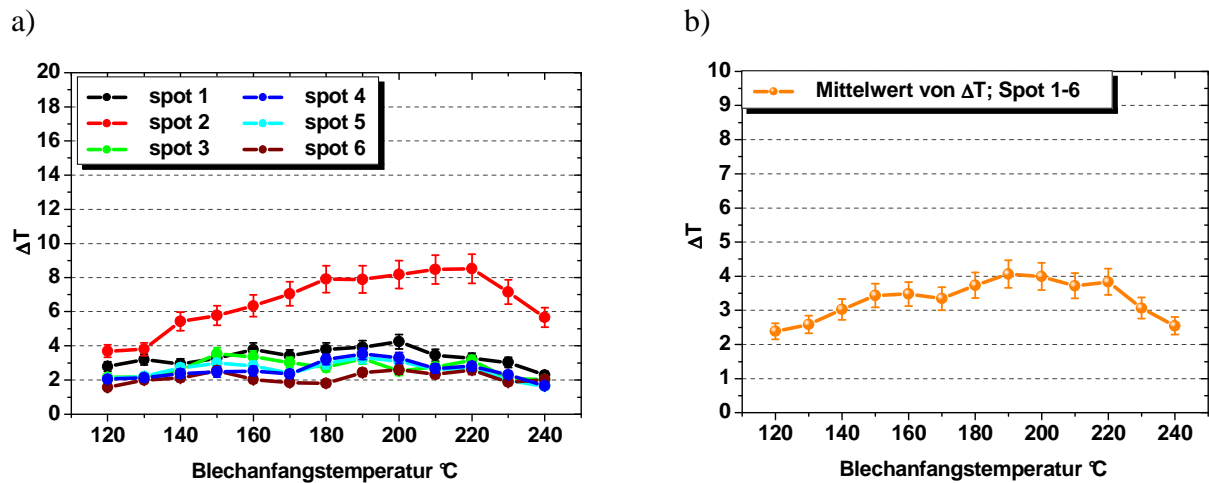 a)
20
18
16
14
12
10
8
6
4
2
0
ΔT
spot 1
spot 2
spot 3
spot 4
spot 5
spot 6
120 140 160 180 200 220 240
Blechanfangstemperatur °C
b)
10
9
8
7
6
5
4
3
2
1
0
ΔT
Mittelwert von ΔT; Spot 1-6
120 140 160 180 200 220 240
Blechanfangstemperatur °C